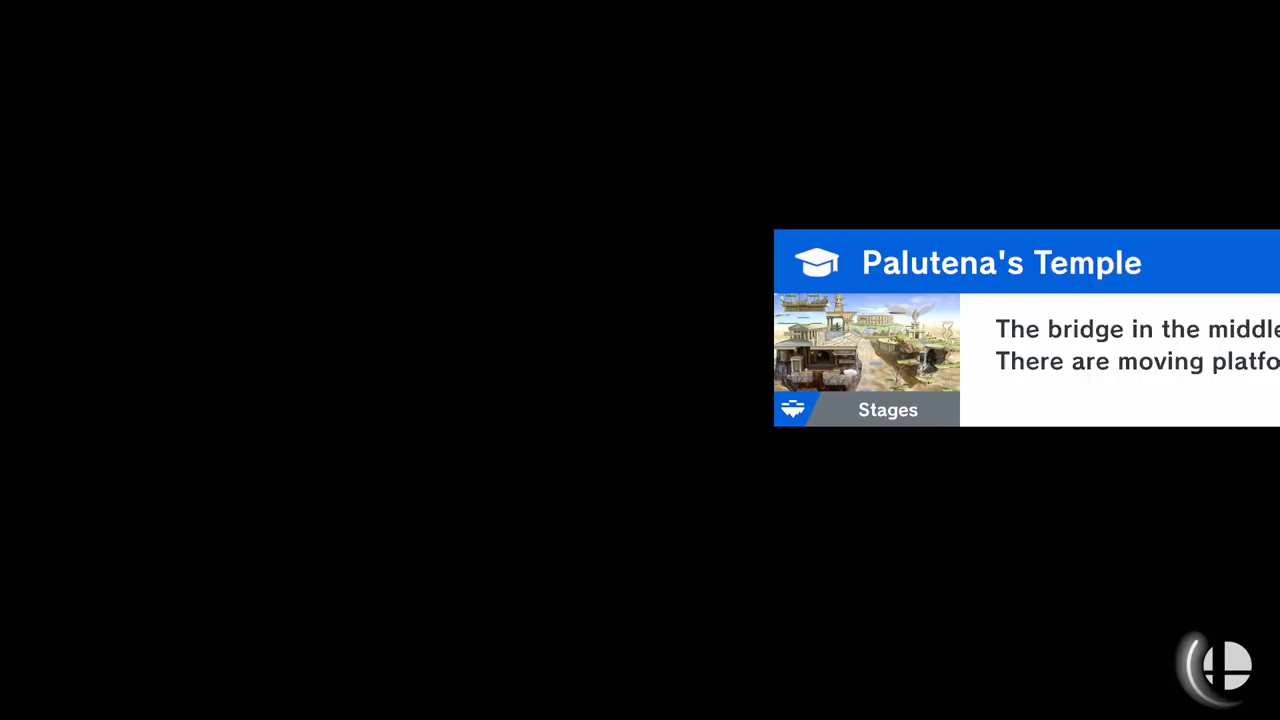 Palutena's Temple
The bridge in the middle
There are moving platfo
Stages